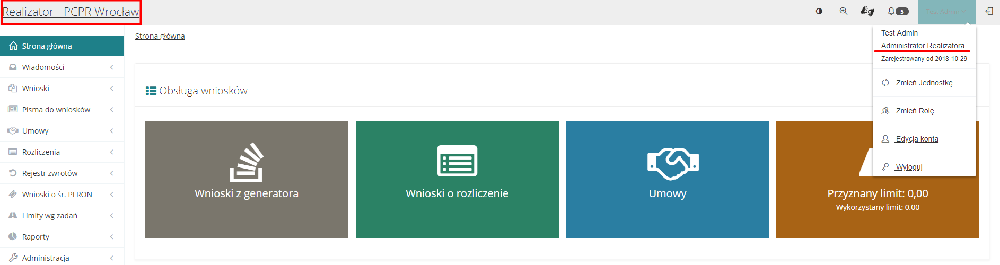 Realizator - PCPR Wrocław
5
Test Admin
Strona główna
Test Admin
Administrator Realizatora
Zarejestrowany od 2018-10-29
Zmień Jednostkę
Zmień Rolę
Edycja konta
Wyloguj
Strona główna
Wiadomości
Wnioski
Pisma do wniosków
Umowy
Rozliczenia
Rejestr zwrotów
Wnioski o śr. PFRON
Limity wg zadań
Raporty
Administracja
Obsługa wniosków
Wnioski z generatora
Wnioski o rozliczenie
Umowy
Przyznany limit: 0,00
Wykorzystany limit: 0,00